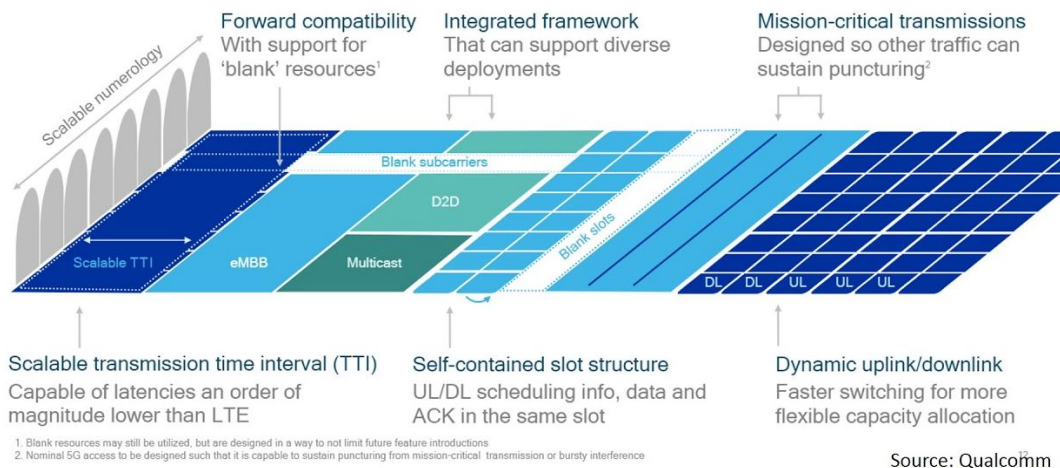 Forward compatibility
With support for
‘blank’ resources¹
Integrated framework
That can support diverse
deployments
Mission-critical transmissions
Designed so other traffic can
sustain puncturing²
Scalable numerology
Blank subcarriers
D2D
Blank slots
Scalable TTI
eMBB
Multicast
DL DL UL UL UL
Scalable transmission time interval (TTI)
Capable of latencies an order of
magnitude lower than LTE
Self-contained slot structure
UL/DL scheduling info, data and
ACK in the same slot
Dynamic uplink/downlink
Faster switching for more
flexible capacity allocation
1. Blank resources may still be utilized, but are designed in a way to not limit future feature introductions
2. Nominal 5G access to be designed such that it is capable to sustain puncturing from mission-critical transmission or bursty interference
Source: Qualcomm